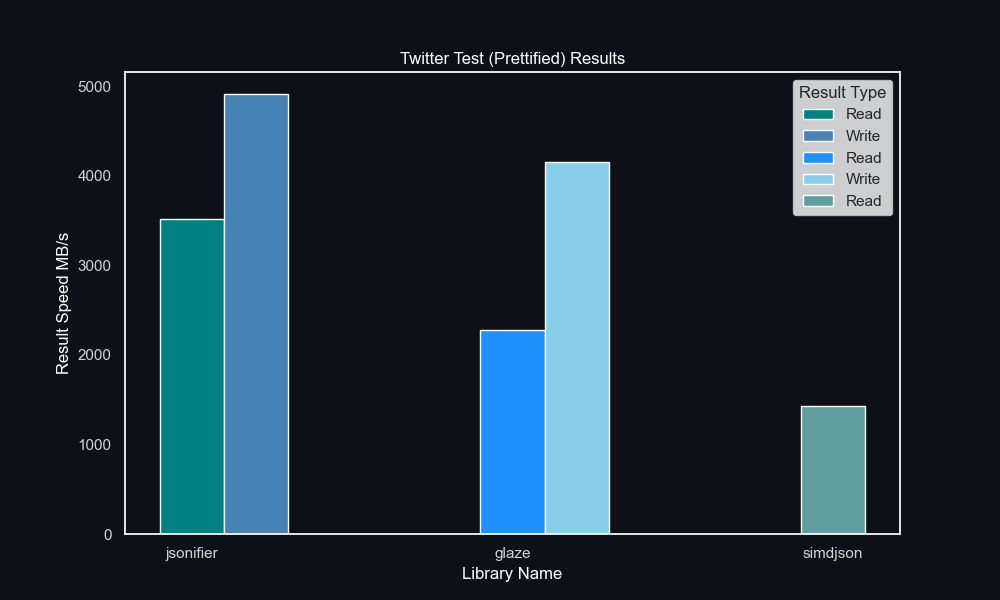 Twitter Test (Prettified) Results
Result Speed MB/s
5000
4000
3000
2000
1000
0
Result Type
Read
Write
Read
Write
Read
jsonifier
glaze
simdjson
Library Name